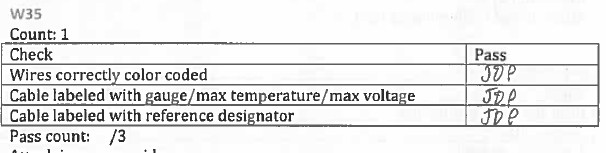 W35
Count: 1
Check Pass
Wires correctly color coded JDP
Cable labeled with gauge/max temperature/max voltage JDP
Cable labeled with reference designator JDP
Pass count: /3